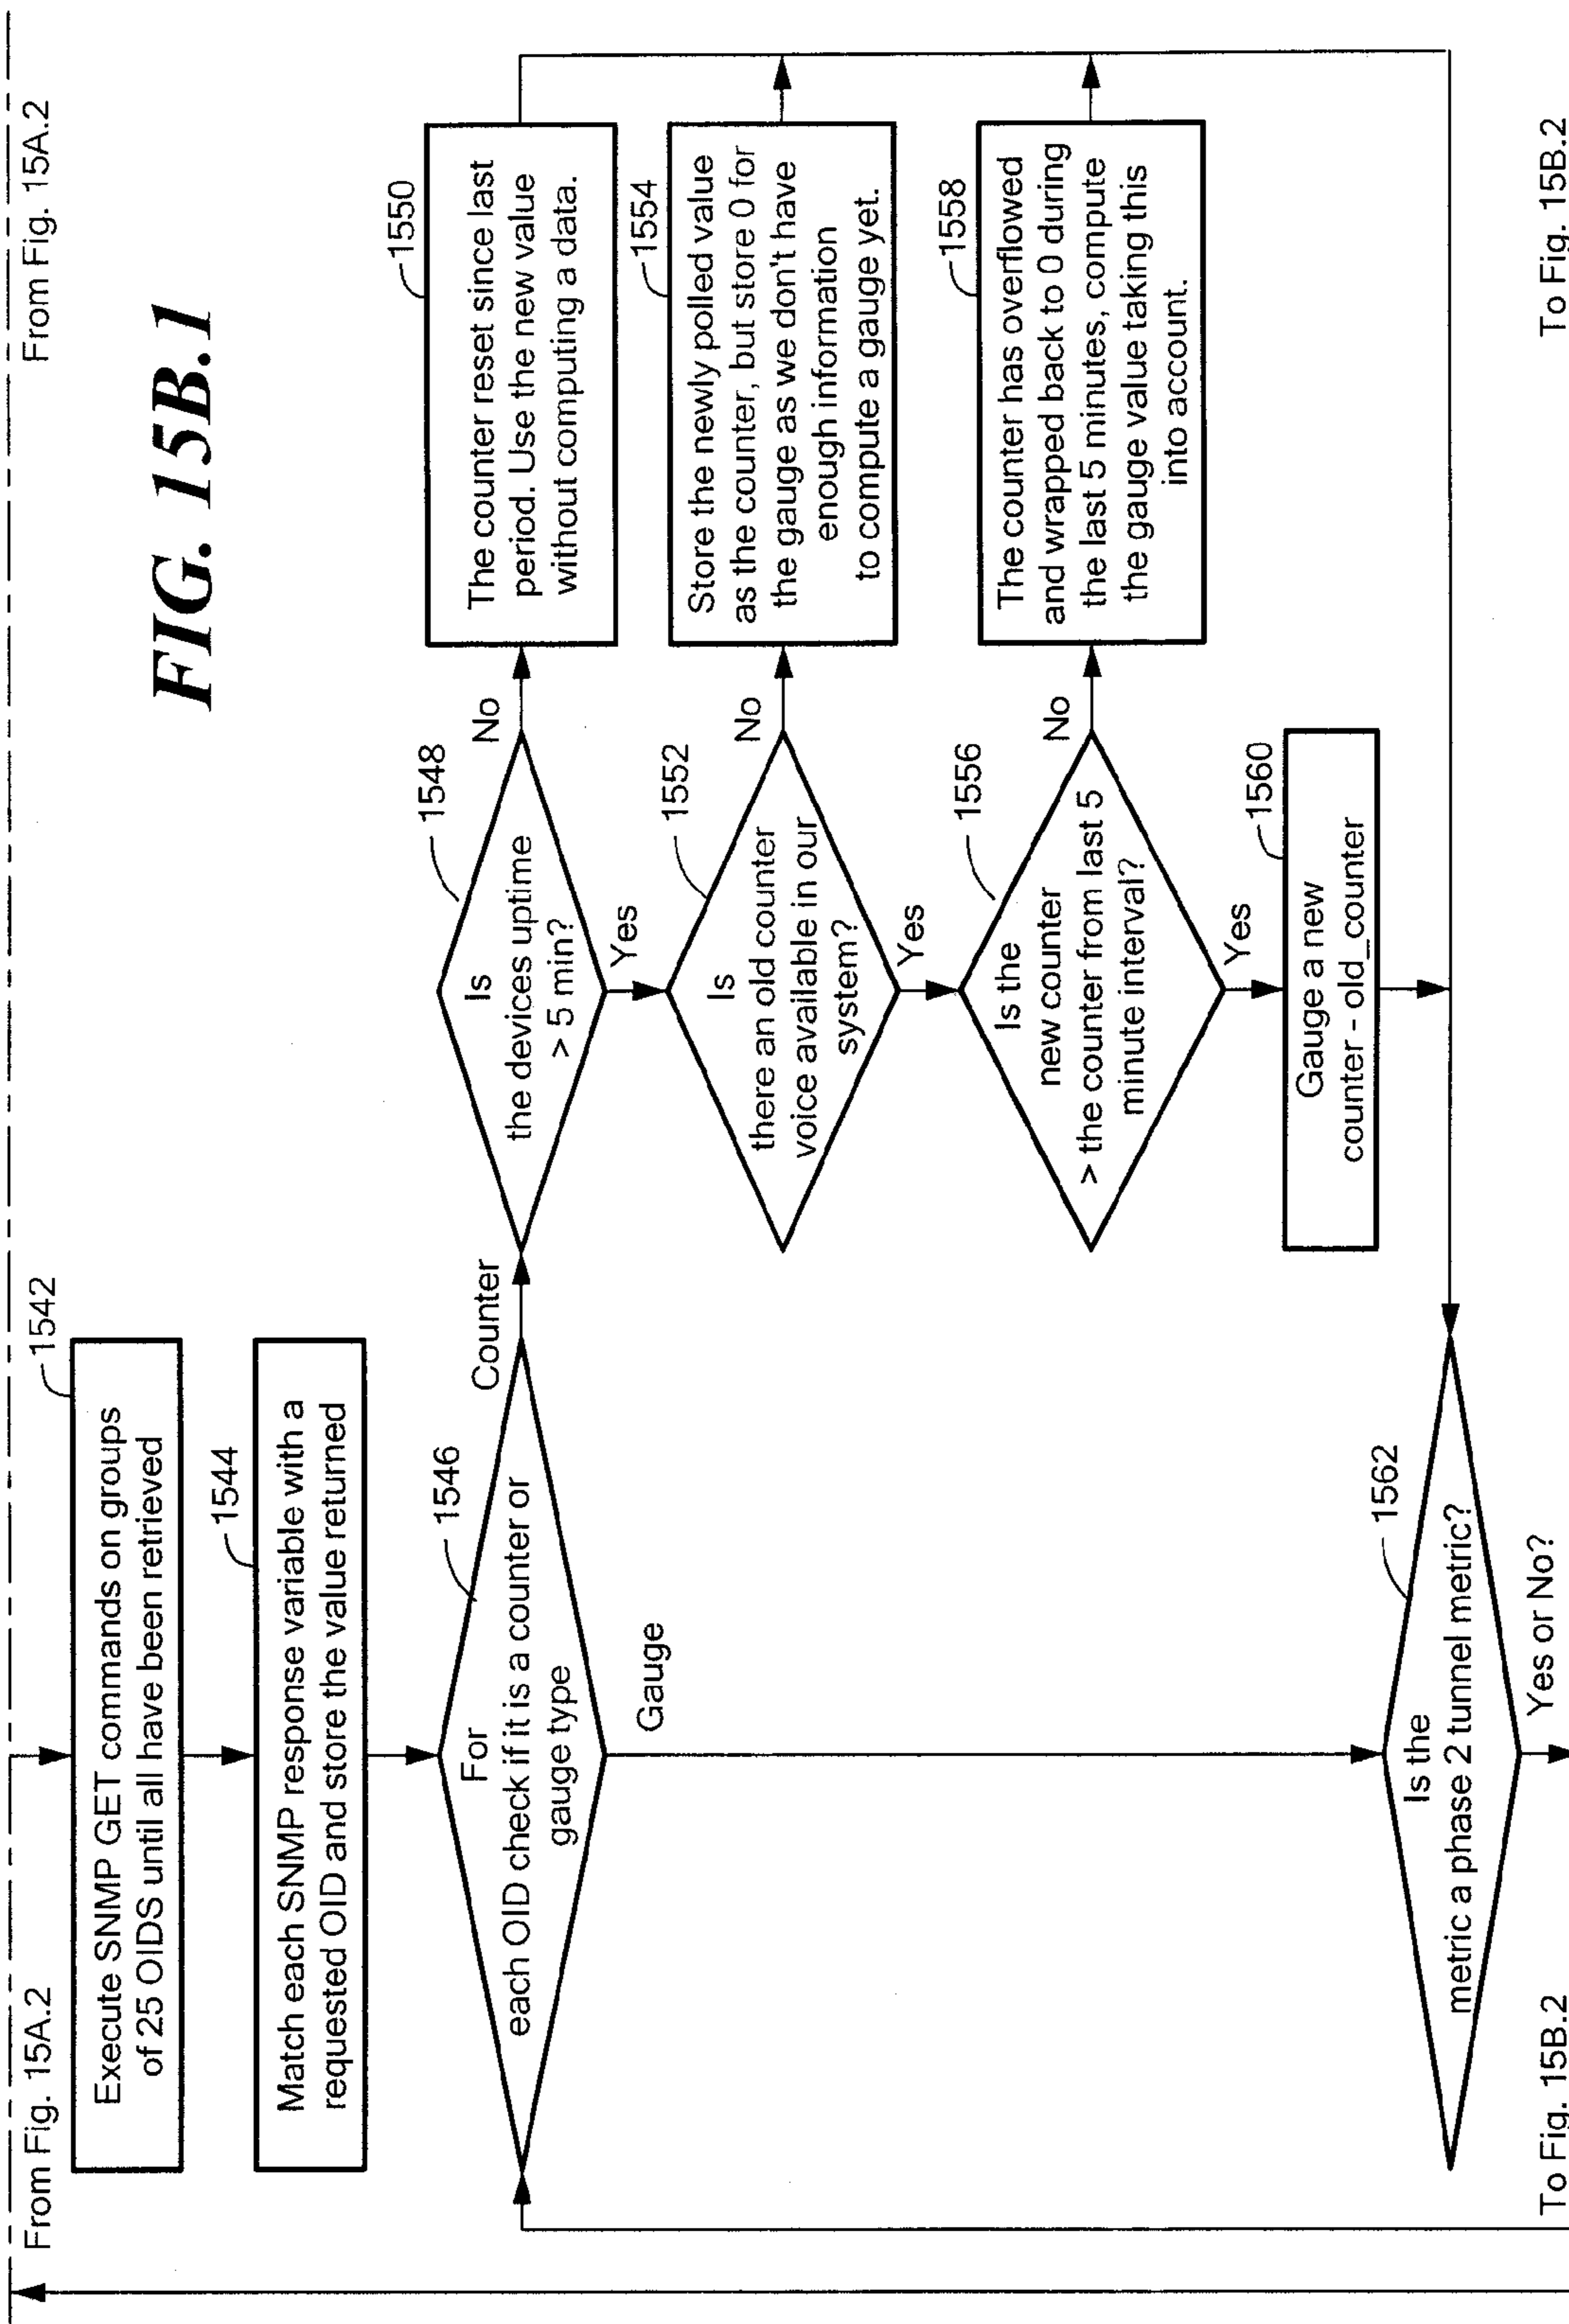 From Fig. 15A.2
From Fig. 15A.2
FIG. 15B.1
1542
Execute SNMP GET commands on groups
of 25 OIDS until all have been retrieved
1544
Match each SNMP response variable with a
requested OID and store the value returned
1546
For
each OID check if it is a counter or
gauge type
Counter
Gauge
1548
Is
the devices uptime
> 5 min?
No
Yes
1550
The counter reset since last
period. Use the new value
without computing a data.
1552
Is
there an old counter
voice available in our
system?
No
Yes
1554
Store the newly polled value
as the counter, but store 0 for
the gauge as we don't have
enough information
to compute a gauge yet.
1556
Is the
new counter
> the counter from last 5
minute interval?
No
Yes
1558
The counter has overflowed
and wrapped back to 0 during
the last 5 minutes, compute
the gauge value taking this
into account.
1560
Gauge a new
counter - old_counter
1562
Is the
metric a phase 2 tunnel metric?
Yes or No?
To Fig. 15B.2
To Fig. 15B.2